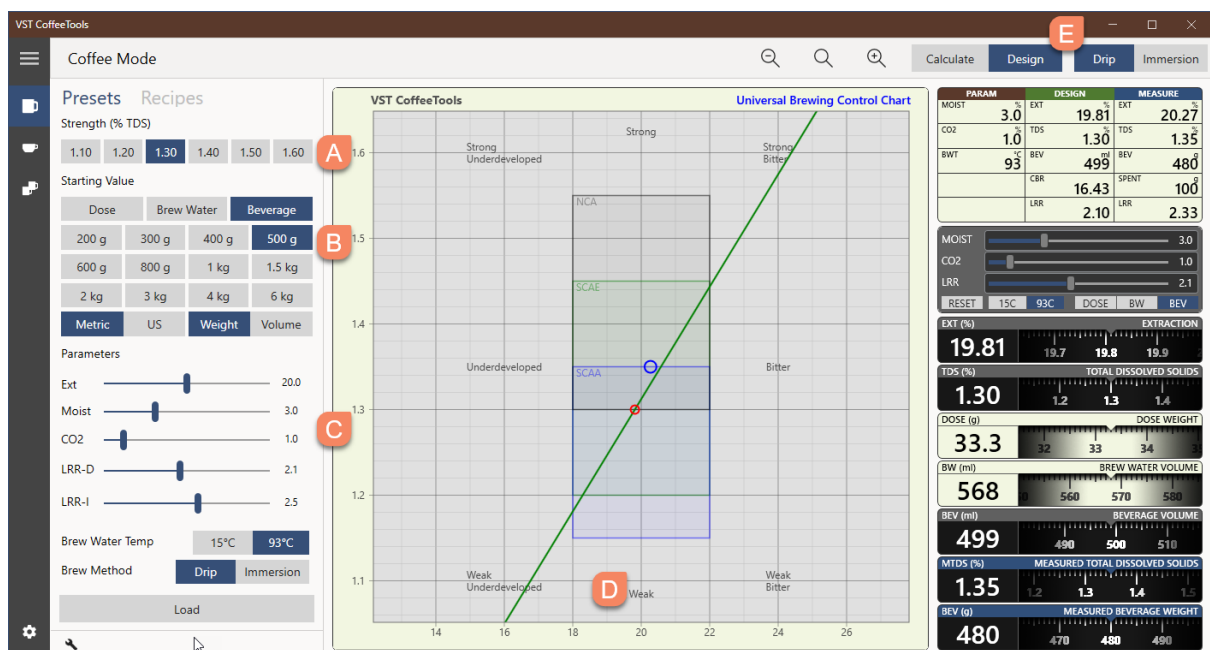 VST CoffeeTools
E
Coffee Mode
Calculate Design Drip Immersion
Presets Recipes
Strength (% TDS)
1.10 1.20 1.30 1.40 1.50 1.60
A
Starting Value
Dose Brew Water Beverage
200 g 300 g 400 g 500 g
B
600 g 800 g 1 kg 1.5 kg
2 kg 3 kg 4 kg 6 kg
Metric US Weight Volume
Parameters
Ext 20.0
Moist 3.0
C
CO2 1.0
LRR-D 2.1
LRR-I 2.5
Brew Water Temp 15°C 93°C
Brew Method Drip Immersion
Load
VST CoffeeTools Universal Brewing Control Chart
Strong
Strong
Underdeveloped
Strong
Bitter
1.6
NCA
1.5
SCAE
1.4
Underdeveloped
SCAA
Bitter
1.3
1.2
1.1
Weak
Underdeveloped
D
Weak
Weak
Bitter
14 16 18 20 22 24 26
PARAM DESIGN MEASURE
MOIST % 3.0 EXT % 19.81 EXT % 20.27
CO2 % 1.0 TDS % 1.30 TDS % 1.35
BWT °C 93 BEV ml 499 BEV g 480
CBR 16.43 SPENT g 100
LRR 2.10 LRR 2.33
MOIST 3.0
CO2 1.0
LRR 2.1
RESET 15C 93C DOSE BW BEV
EXT (%) EXTRACTION
19.81 19.7 19.8 19.9
TDS (%) TOTAL DISSOLVED SOLIDS
1.30 1.2 1.3 1.4
DOSE (g) DOSE WEIGHT
33.3 32 33 34
BW (ml) BREW WATER VOLUME
568 560 570 580
BEV (ml) BEVERAGE VOLUME
499 490 500 510
MTDS (%) MEASURED TOTAL DISSOLVED SOLIDS
1.35 1.2 1.3 1.4 1.5
BEV (g) MEASURED BEVERAGE WEIGHT
480 470 480 490